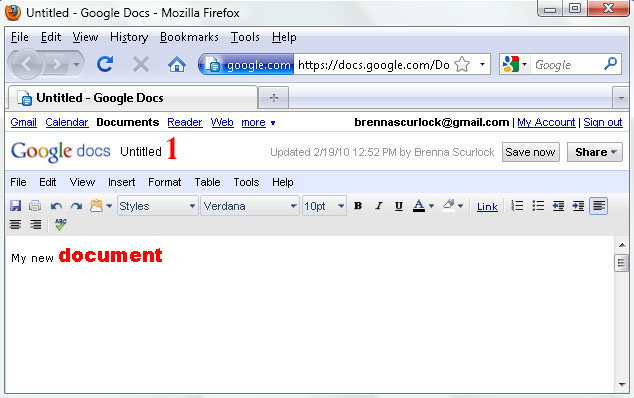 Untitled - Google Docs - Mozilla Firefox
File Edit View History Bookmarks Tools Help
google.com https://docs.google.com/Do Google
Untitled - Google Docs
Gmail Calendar Documents Reader Web more brennascurlock@gmail.com | My Account | Sign out
Google docs Untitled 1 Updated 2/19/10 12:52 PM by Brenna Scurlock Save now Share
File Edit View Insert Format Table Tools Help
Styles Verdana 10pt B I U A Link
ABC
My new document